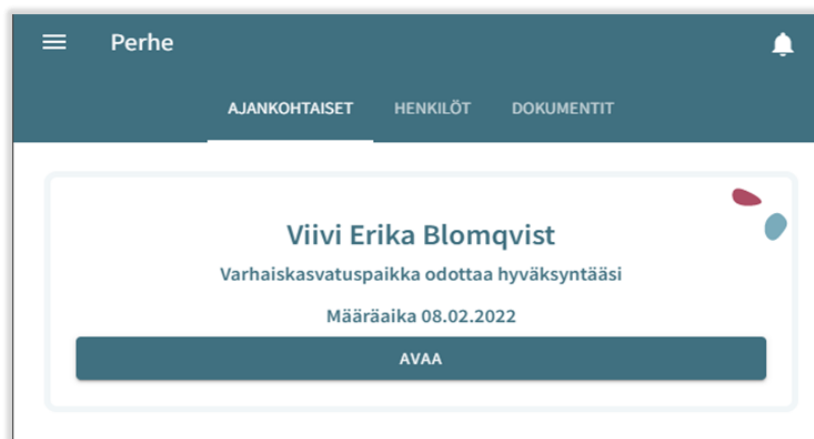 Perhe
AJANKOHTAISET HENKILÖT DOKUMENTIT
Viivi Erika Blomqvist
Varhaiskasvatuspaikka odottaa hyväksyntääsi
Määräaika 08.02.2022
AVAA